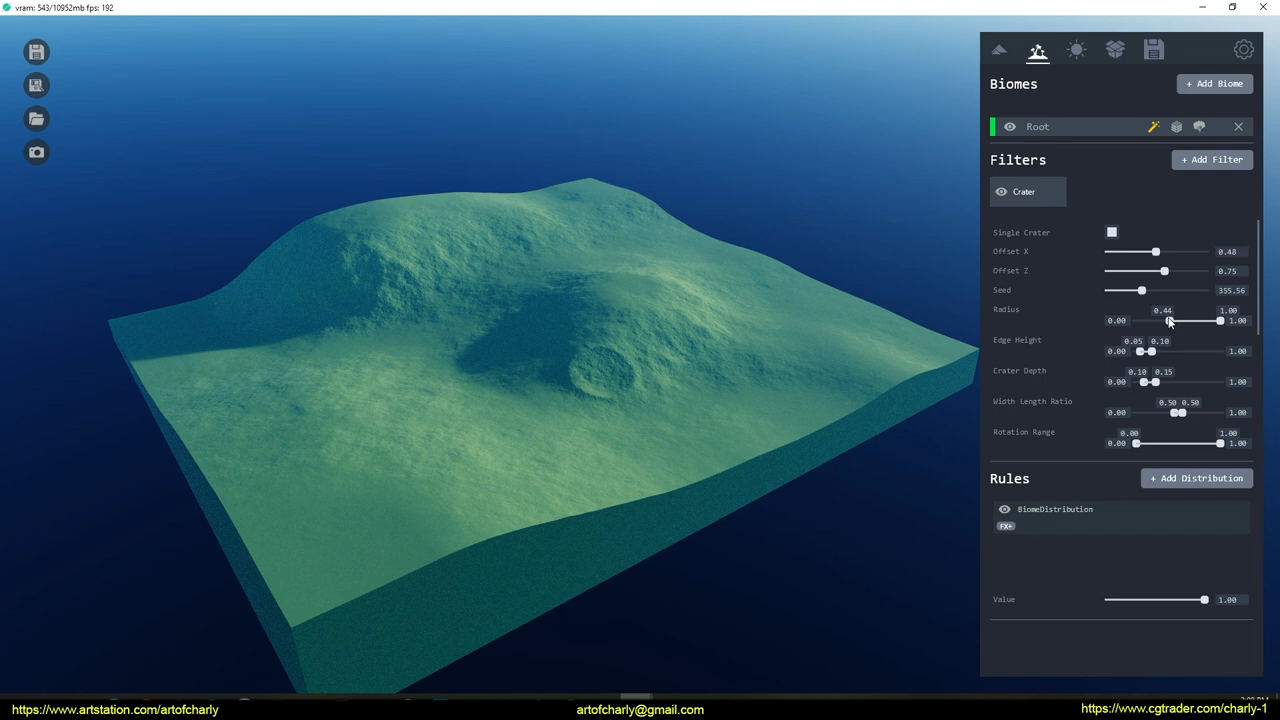 vram: 543/10952mb fps: 192
Biomes
+ Add Biome
Root
Filters
+ Add Filter
Crater
Single Crater
Offset X 0.48
Offset Z 0.75
Seed 355.56
Radius 0.44 1.00
0.00 1.00
Edge Height 0.05 0.10
0.00 1.00
Crater Depth 0.10 0.15
0.00 1.00
Width Length Ratio 0.50 0.50
0.00 1.00
Rotation Range 0.00 1.00
0.00 1.00
Rules
+ Add Distribution
BiomeDistribution
FX+
Value 1.00
https://www.artstation.com/artofcharly
artofcharly@gmail.com
https://www.cgtrader.com/charly-1